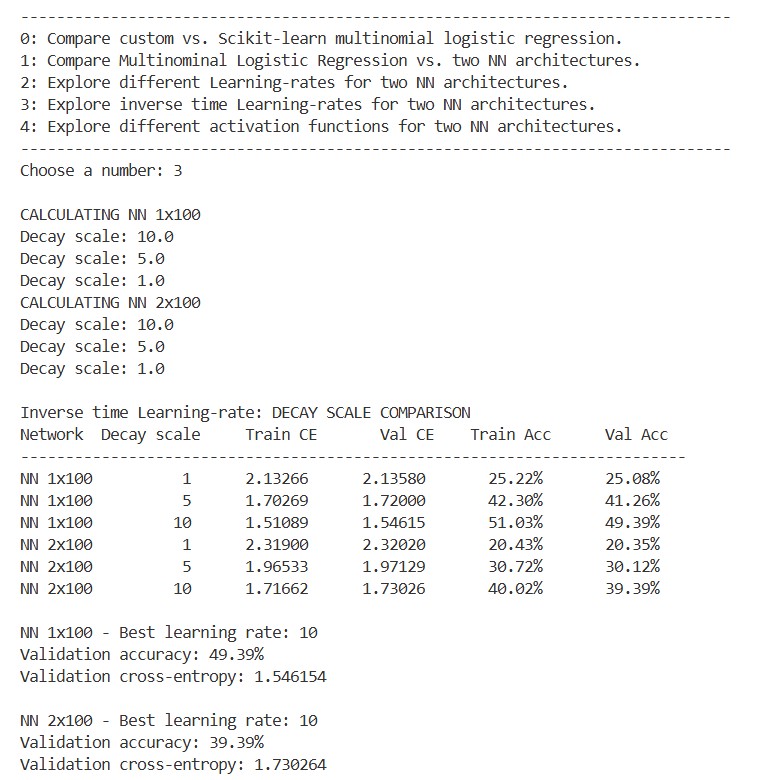 --------------------------------------------------------------------------------
0: Compare custom vs. Scikit-learn multinomial logistic regression.
1: Compare Multinominal Logistic Regression vs. two NN architectures.
2: Explore different Learning-rates for two NN architectures.
3: Explore inverse time Learning-rates for two NN architectures.
4: Explore different activation functions for two NN architectures.
--------------------------------------------------------------------------------
Choose a number: 3
CALCULATING NN 1x100
Decay scale: 10.0
Decay scale: 5.0
Decay scale: 1.0
CALCULATING NN 2x100
Decay scale: 10.0
Decay scale: 5.0
Decay scale: 1.0
Inverse time Learning-rate: DECAY SCALE COMPARISON
Network  Decay scale     Train CE       Val CE    Train Acc      Val Acc
---------------------------------------------------------------------------
NN 1x100          1      2.13266      2.13580       25.22%       25.08%
NN 1x100          5      1.70269      1.72000       42.30%       41.26%
NN 1x100         10      1.51089      1.54615       51.03%       49.39%
NN 2x100          1      2.31900      2.32020       20.43%       20.35%
NN 2x100          5      1.96533      1.97129       30.72%       30.12%
NN 2x100         10      1.71662      1.73026       40.02%       39.39%
NN 1x100 - Best learning rate: 10
Validation accuracy: 49.39%
Validation cross-entropy: 1.546154
NN 2x100 - Best learning rate: 10
Validation accuracy: 39.39%
Validation cross-entropy: 1.730264